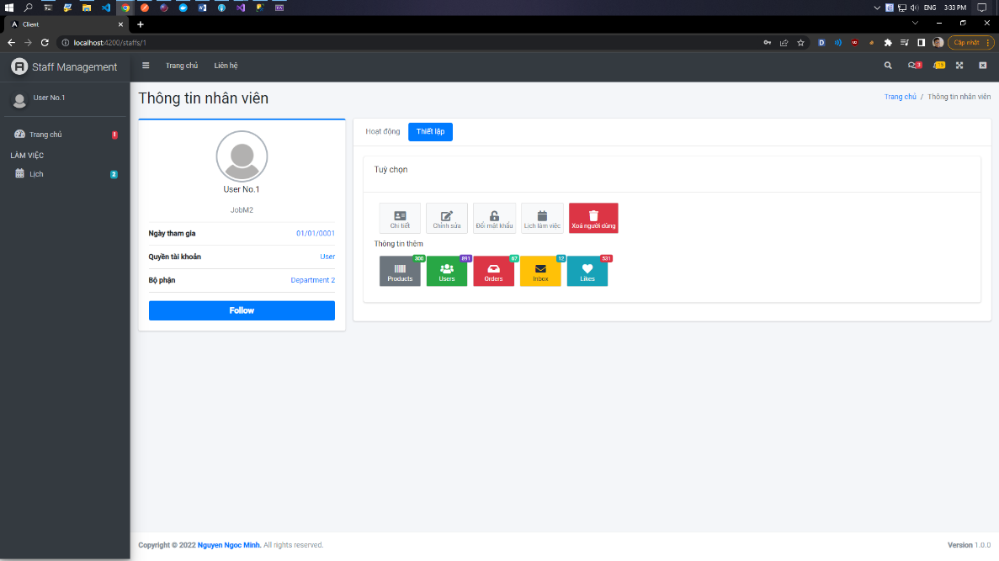 ENG
3:33 PM
Client
localhost:4200/staffs/1
Cập nhật
Staff Management
Trang chủ
Liên hệ
3
15
User No.1
Trang chủ
!
LÀM VIỆC
Lịch
2
Thông tin nhân viên
Trang chủ / Thông tin nhân viên
User No.1
JobM2
Ngày tham gia 01/01/0001
Quyền tài khoản User
Bộ phận Department 2
Follow
Hoạt động
Thiết lập
Tuỳ chọn
Chi tiết
Chỉnh sửa
Đổi mật khẩu
Lịch làm việc
Xoá người dùng
Thông tin thêm
300
Products
891
Users
67
Orders
12
Inbox
531
Likes
Copyright © 2022 Nguyen Ngoc Minh. All rights reserved.
Version 1.0.0